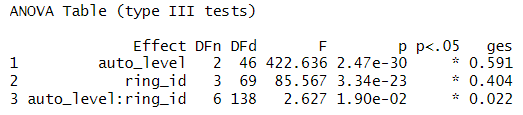 ANOVA Table (type III tests)
Effect DFn DFd F p p<.05 ges
1 auto_level 2 46 422.636 2.47e-30 * 0.591
2 ring_id 3 69 85.567 3.34e-23 * 0.404
3 auto_level:ring_id 6 138 2.627 1.90e-02 * 0.022